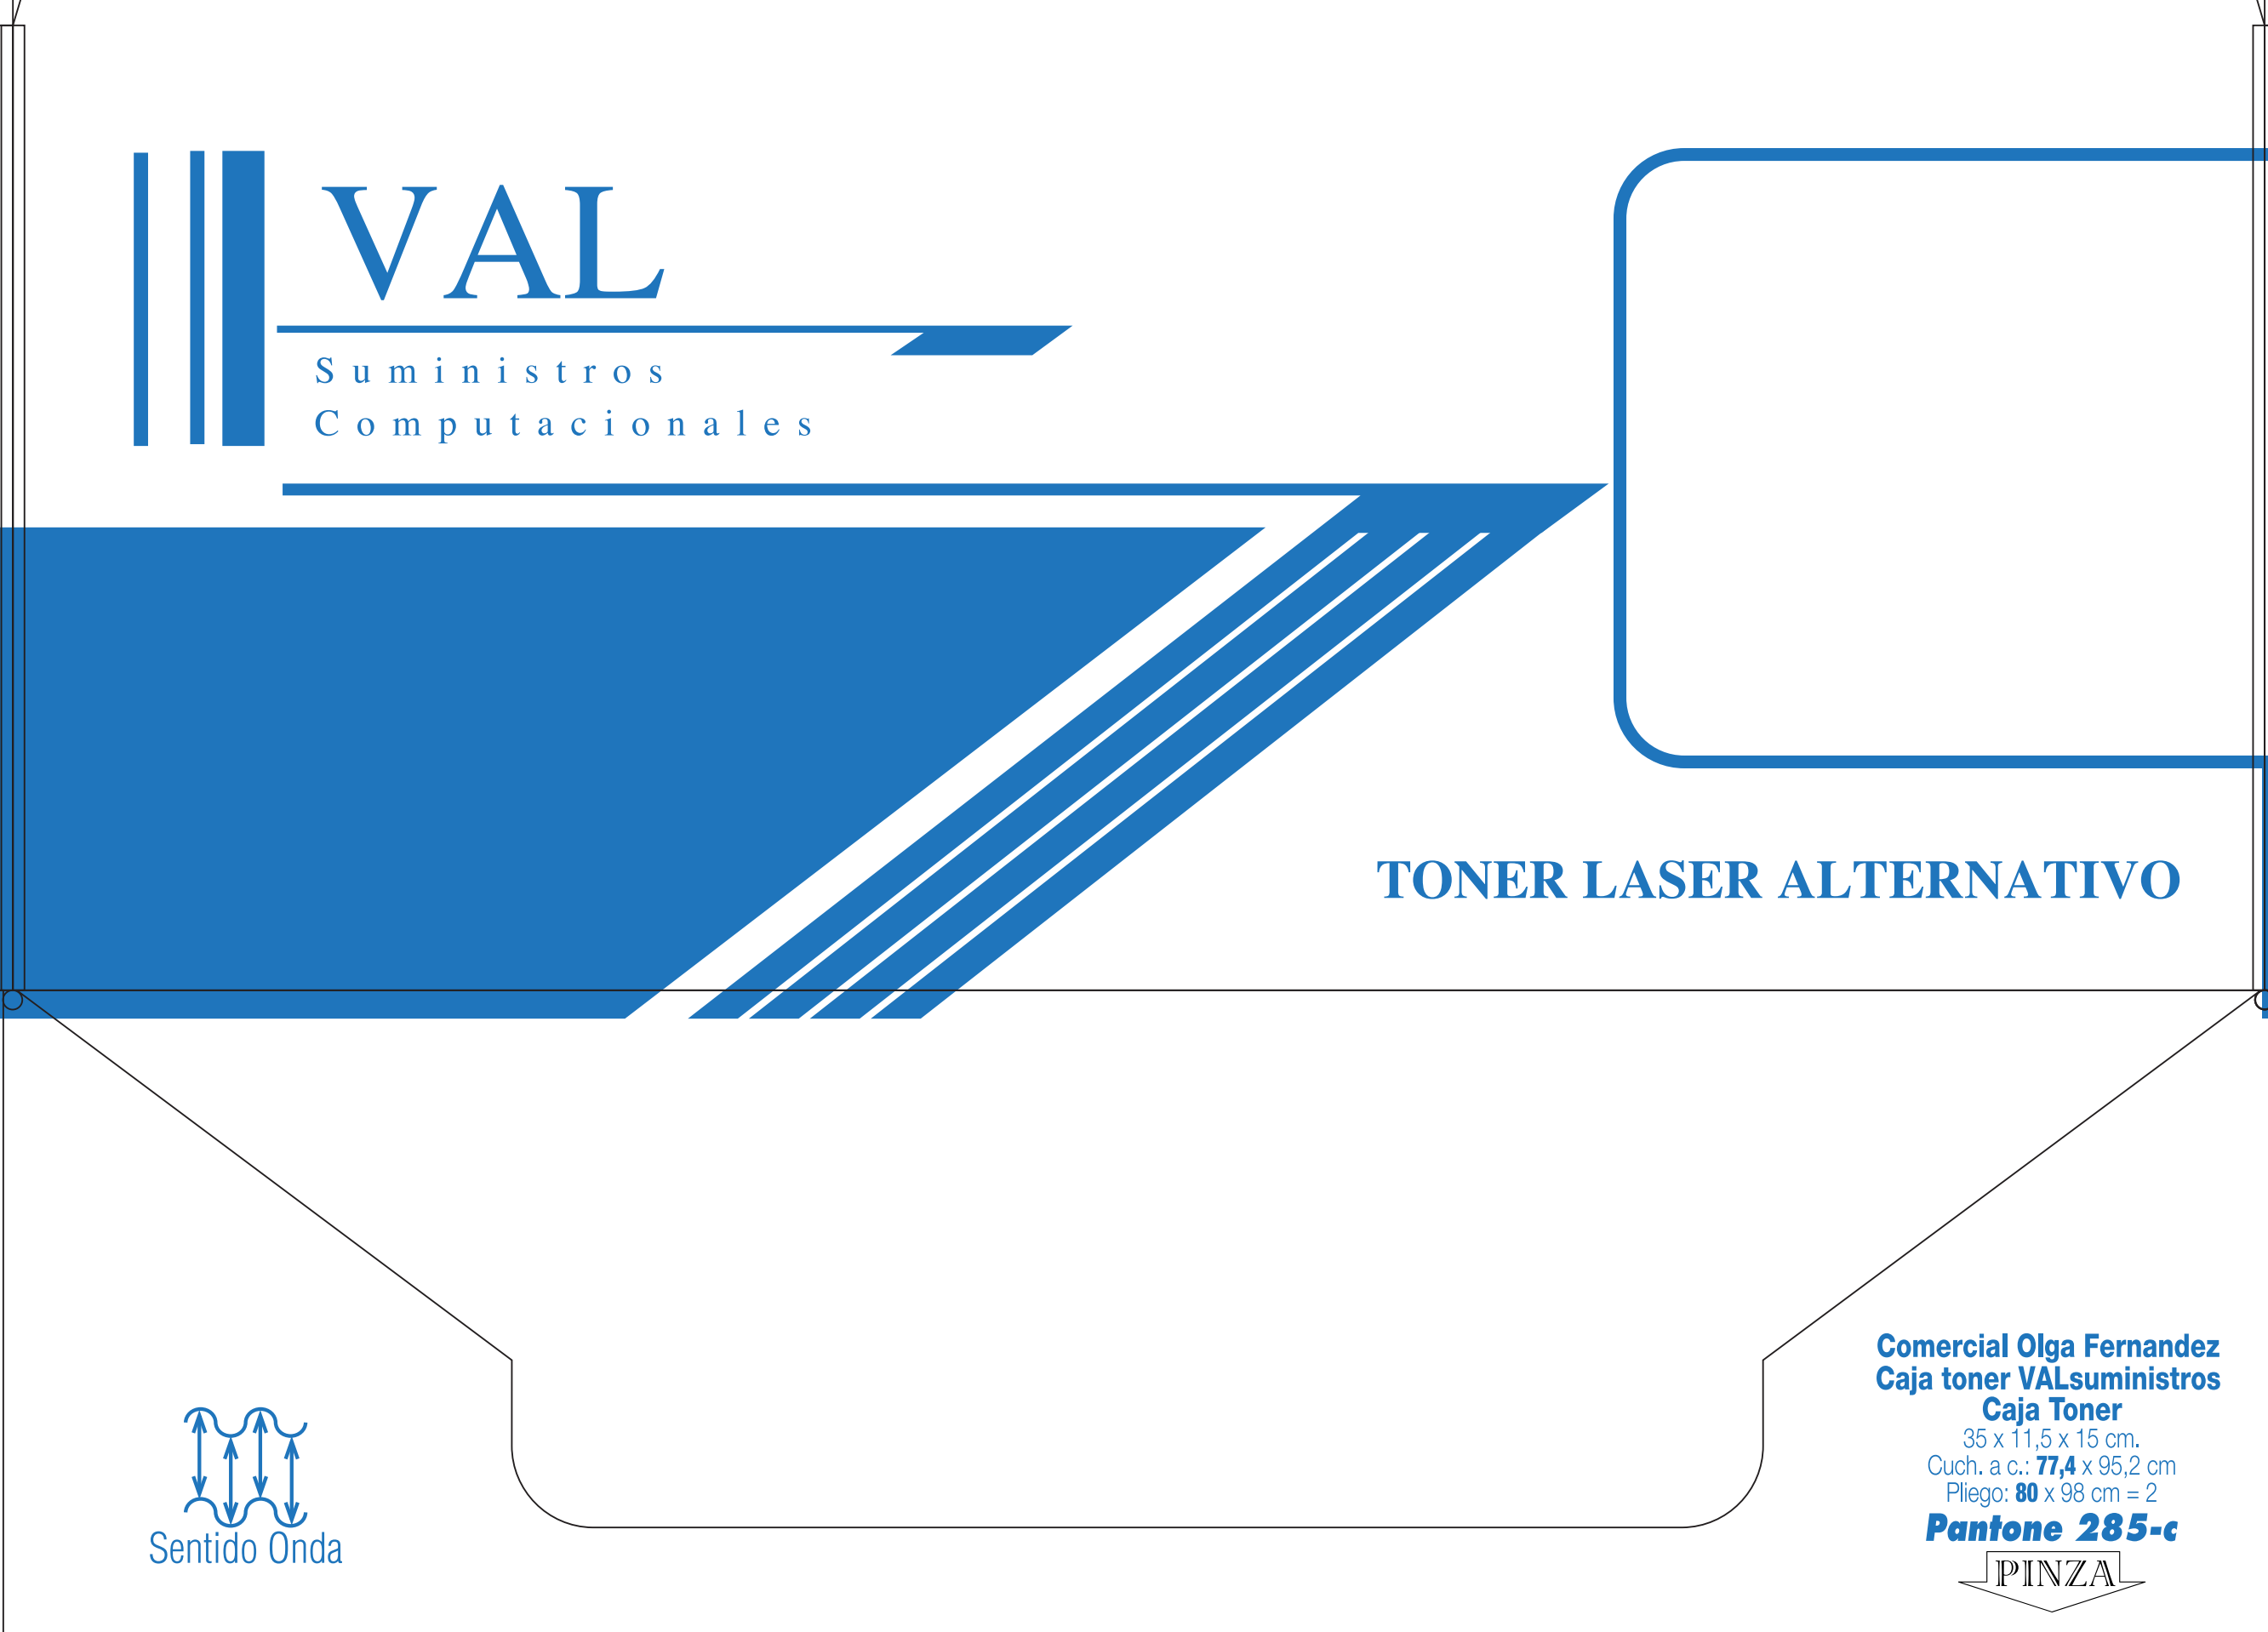 VAL
Suministros
Computacionales
TONER LASER ALTERNATIVO
Comercial Olga Fernandez
Caja toner VALsuministros
Caja Toner
35 x 11,5 x 15 cm.
Cuch. a c.: 77,4 x 95,2 cm
Pliego: 80 x 98 cm = 2
Pantone 285-c
PINZA
Sentido Onda